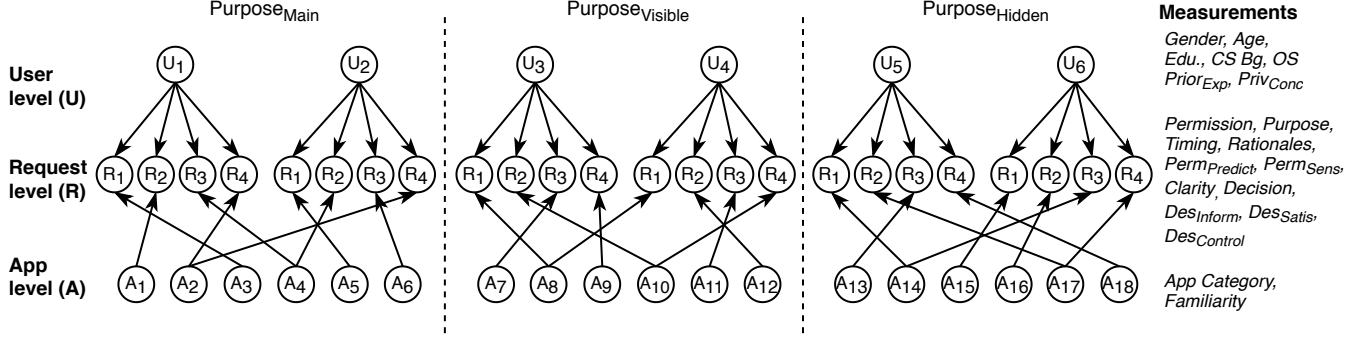 Purpose_Main Purpose_Visible Purpose_Hidden Measurements
User level (U)
U1 U2 U3 U4 U5 U6
Gender, Age,
Edu., CS Bg, OS
Prior_Exp, Priv_Conc
Request level (R)
R1 R2 R3 R4 R1 R2 R3 R4 R1 R2 R3 R4 R1 R2 R3 R4 R1 R2 R3 R4 R1 R2 R3 R4
Permission, Purpose,
Timing, Rationales,
Perm_Predict, Perm_Sens,
Clarity, Decision,
Des_Inform, Des_Satis,
Des_Control
App level (A)
A1 A2 A3 A4 A5 A6 A7 A8 A9 A10 A11 A12 A13 A14 A15 A16 A17 A18
App Category,
Familiarity